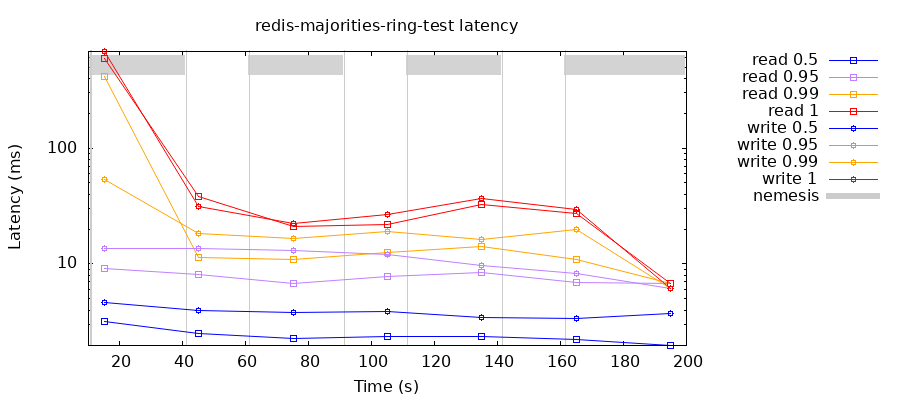 redis-majorities-ring-test latency
Latency (ms)
100
10
20 40 60 80 100 120 140 160 180 200
Time (s)
read 0.5
read 0.95
read 0.99
read 1
write 0.5
write 0.95
write 0.99
write 1
nemesis